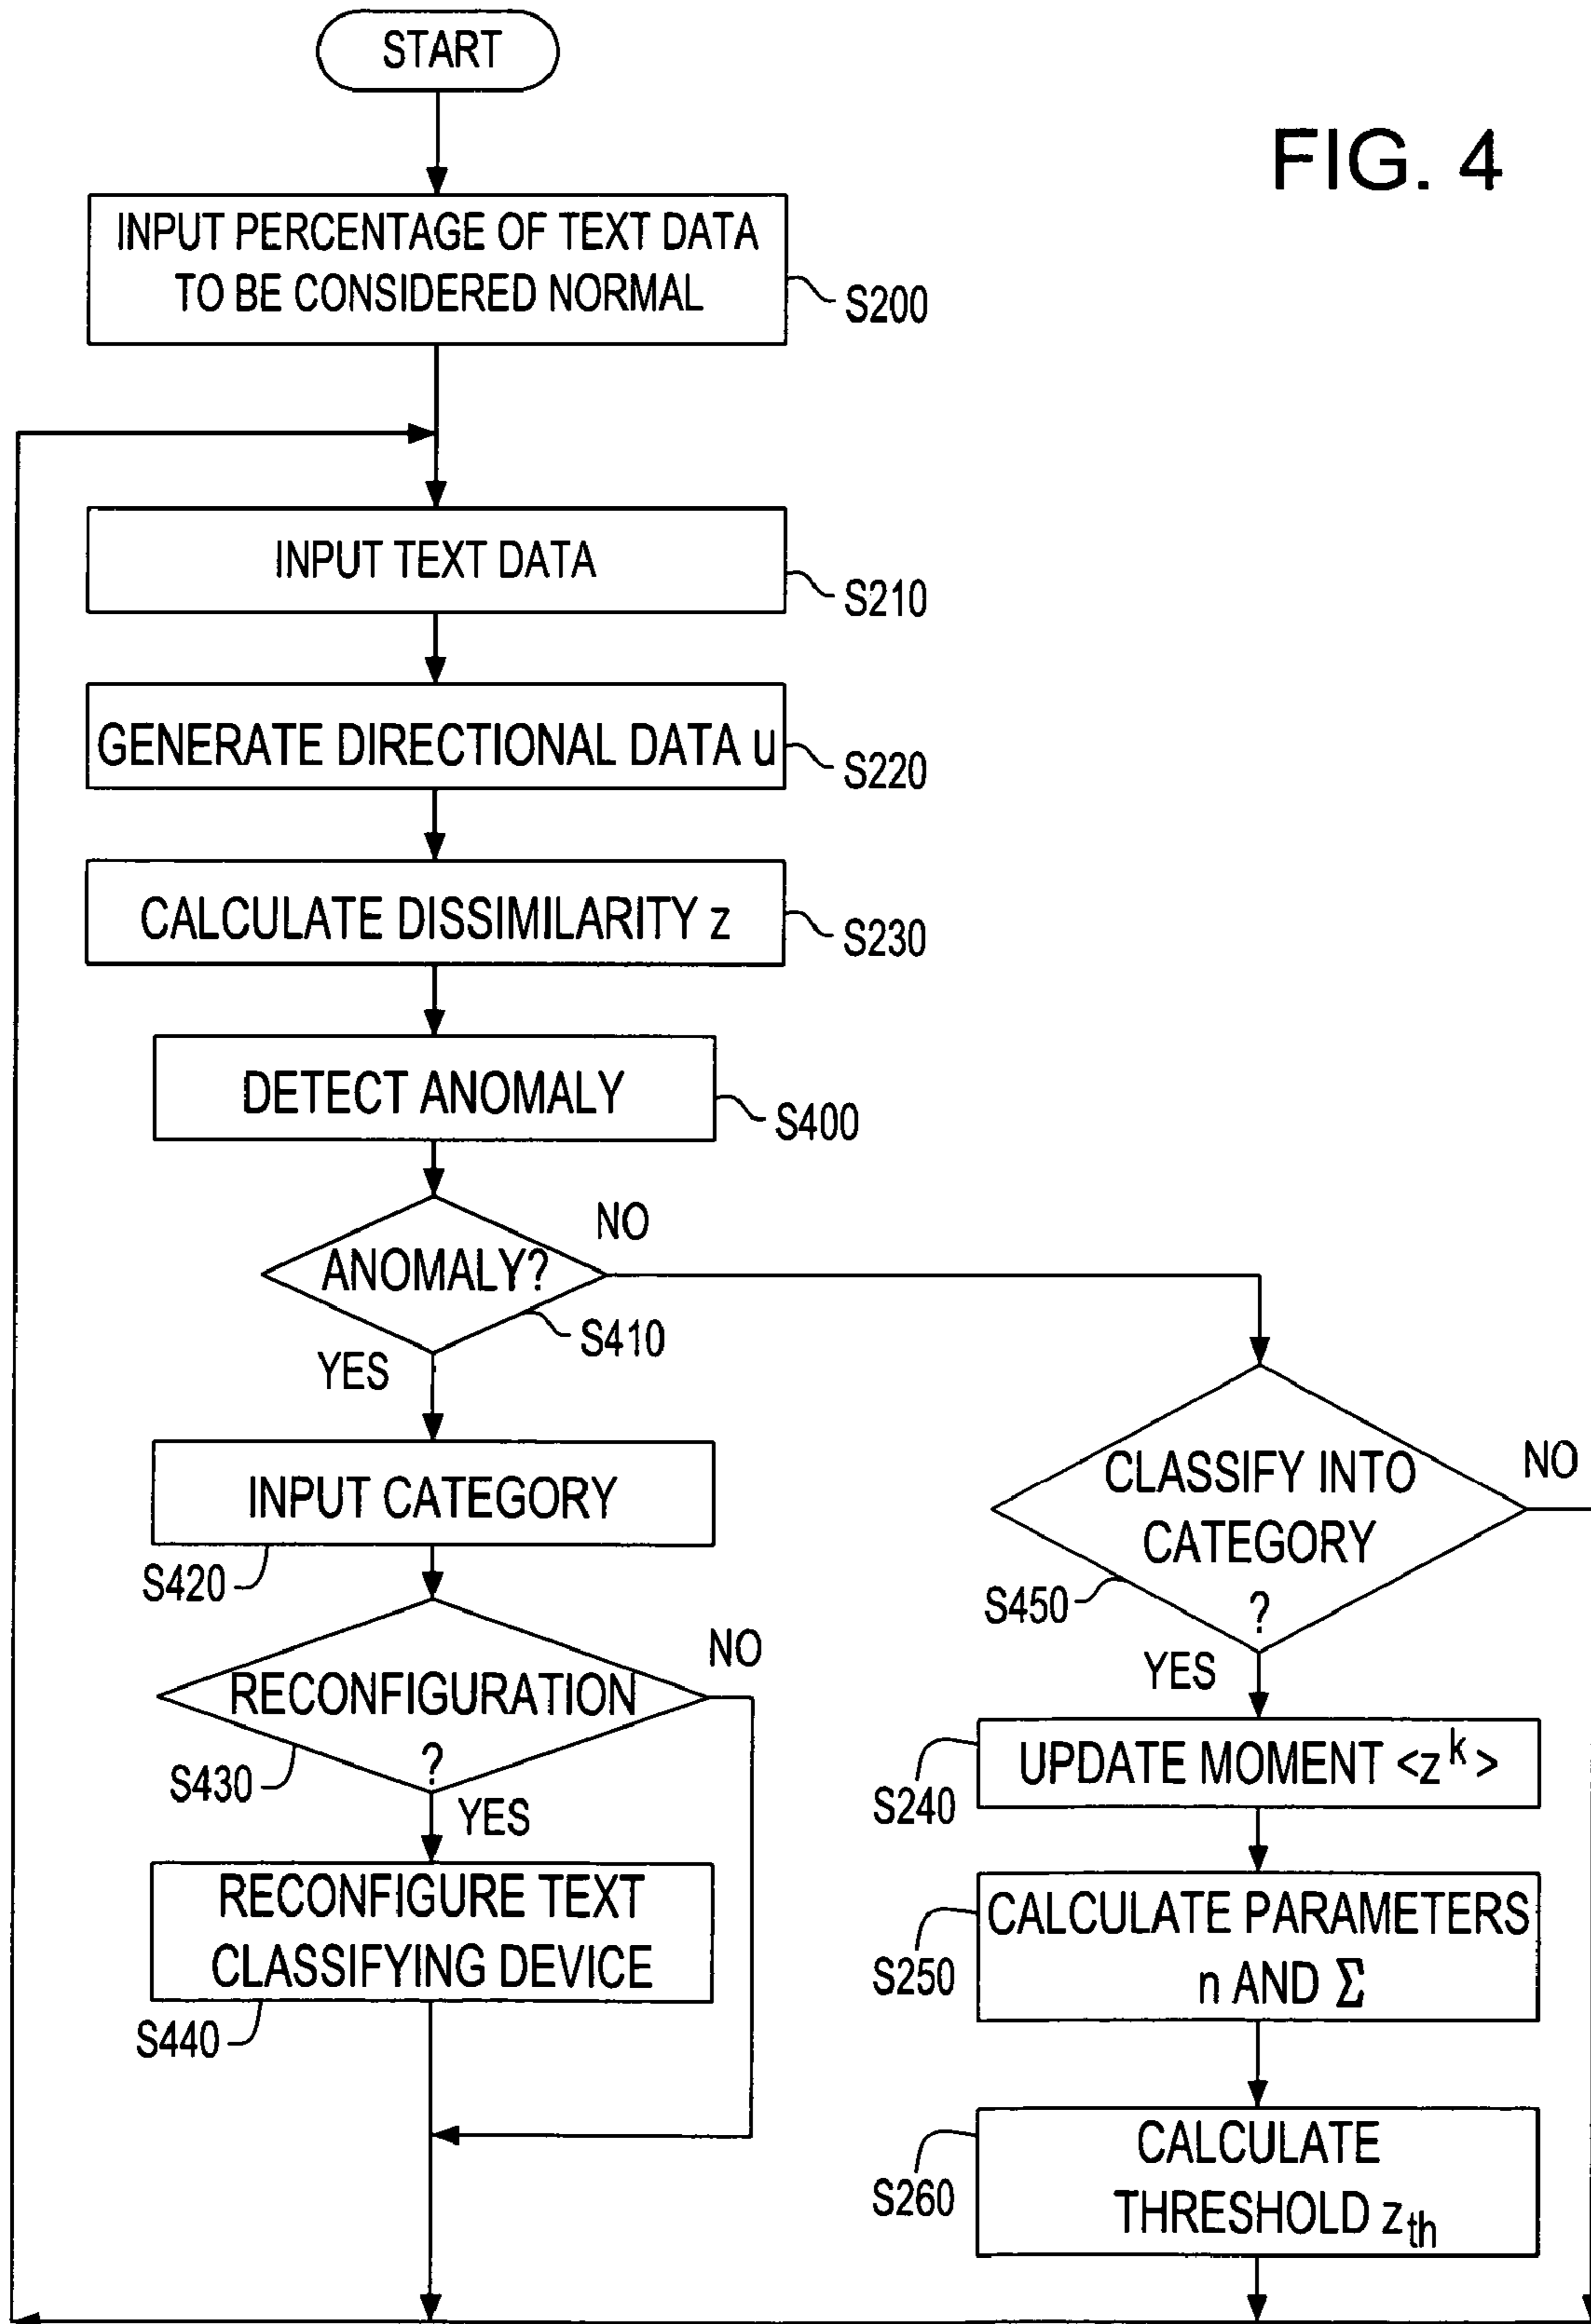 START
FIG. 4
INPUT PERCENTAGE OF TEXT DATA
TO BE CONSIDERED NORMAL
S200
INPUT TEXT DATA
S210
GENERATE DIRECTIONAL DATA u
S220
CALCULATE DISSIMILARITY z
S230
DETECT ANOMALY
S400
ANOMALY?
NO
S410
YES
INPUT CATEGORY
S420
RECONFIGURATION
?
NO
S430
YES
RECONFIGURE TEXT
CLASSIFYING DEVICE
S440
CLASSIFY INTO
CATEGORY
?
NO
S450
YES
UPDATE MOMENT <z^k>
S240
CALCULATE PARAMETERS
n AND Σ
S250
CALCULATE
THRESHOLD z_th
S260